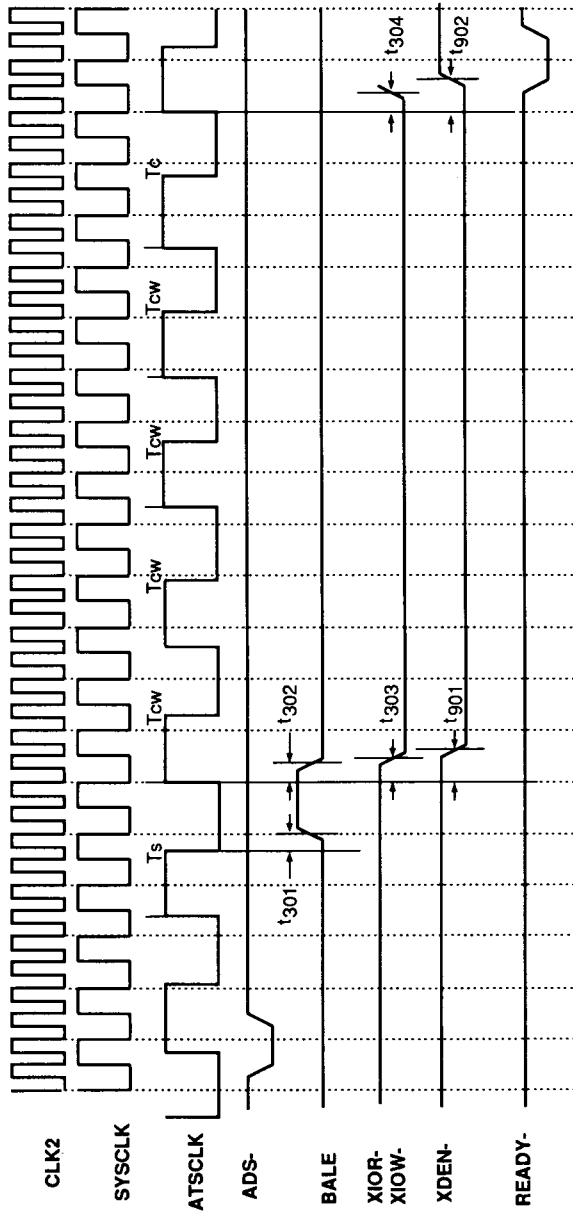 CLK2
SYSCLK
ATSCLK
Ts
Tcw
Tcw
Tcw
Tcw
Tc
ADS-
BALE
t301
t302
XIOR-
XIOW-
t303
t304
XDEN-
t901
t902
READY-